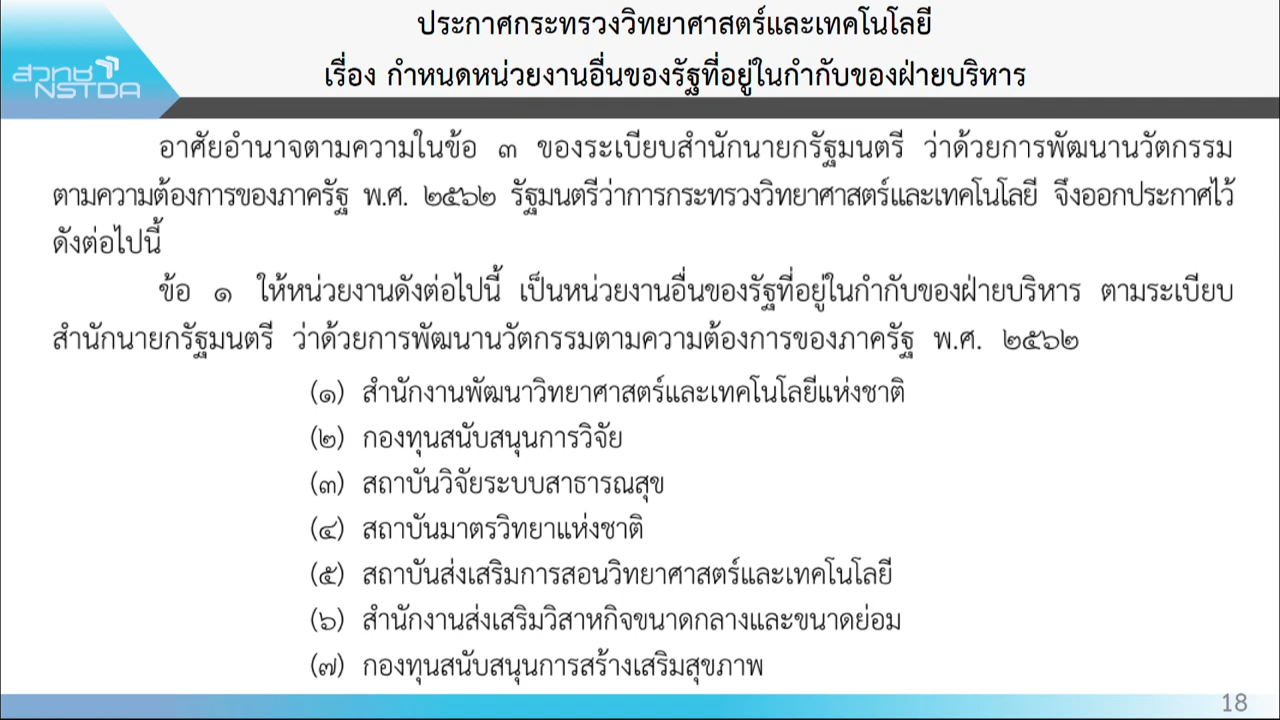 ประกาศกระทรวงวิทยาศาสตร์และเทคโนโลยี
เรื่อง กำหนดหน่วยงานอื่นของรัฐที่อยู่ในกำกับของฝ่ายบริหาร
สวทช
NSTDA
อาศัยอำนาจตามความในข้อ ๓ ของระเบียบสำนักนายกรัฐมนตรี ว่าด้วยการพัฒนานวัตกรรม
ตามความต้องการของภาครัฐ พ.ศ. ๒๕๖๒ รัฐมนตรีว่าการกระทรวงวิทยาศาสตร์และเทคโนโลยี จึงออกประกาศไว้
ดังต่อไปนี้
ข้อ ๑ ให้หน่วยงานดังต่อไปนี้ เป็นหน่วยงานอื่นของรัฐที่อยู่ในกำกับของฝ่ายบริหาร ตามระเบียบ
สำนักนายกรัฐมนตรี ว่าด้วยการพัฒนานวัตกรรมตามความต้องการของภาครัฐ พ.ศ. ๒๕๖๒
(๑) สำนักงานพัฒนาวิทยาศาสตร์และเทคโนโลยีแห่งชาติ
(๒) กองทุนสนับสนุนการวิจัย
(๓) สถาบันวิจัยระบบสาธารณสุข
(๔) สถาบันมาตรวิทยาแห่งชาติ
(๕) สถาบันส่งเสริมการสอนวิทยาศาสตร์และเทคโนโลยี
(๖) สำนักงานส่งเสริมวิสาหกิจขนาดกลางและขนาดย่อม
(๗) กองทุนสนับสนุนการสร้างเสริมสุขภาพ
18